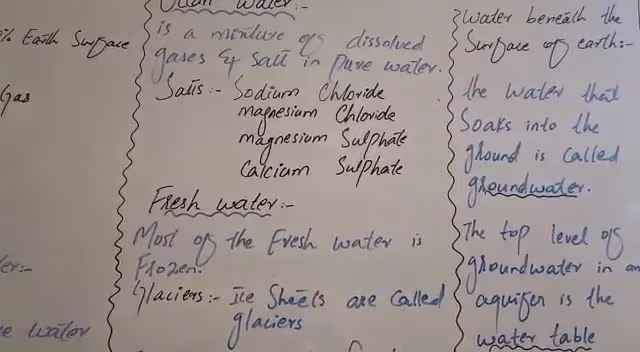 % Earth Surface
Gas
er:-
e water
Ocean water:-
is a mixture of dissolved
gases & salt in pure water.
Salts:- Sodium Chloride
magnesium Chloride
magnesium Sulphate
Calcium Sulphate
Fresh water:-
Most of the Fresh water is
Frozen.
Glaciers:- Ice Sheets are Called
glaciers
Water beneath the
Surface of earth:-
the water that
Soaks into the
ground is Called
groundwater.
The top level of
groundwater in an
aquifer is the
water table